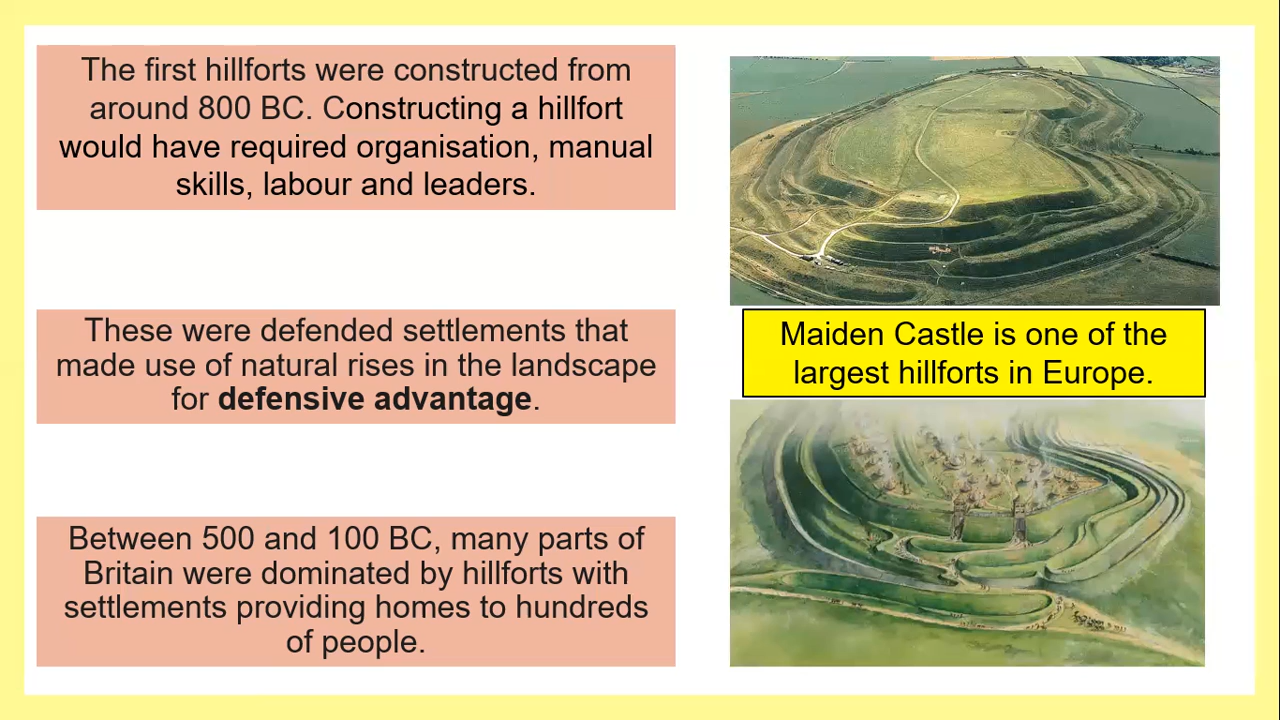 The first hillforts were constructed from
around 800 BC. Constructing a hillfort
would have required organisation, manual
skills, labour and leaders.
These were defended settlements that
made use of natural rises in the landscape
for defensive advantage.
Between 500 and 100 BC, many parts of
Britain were dominated by hillforts with
settlements providing homes to hundreds
of people.
Maiden Castle is one of the
largest hillforts in Europe.